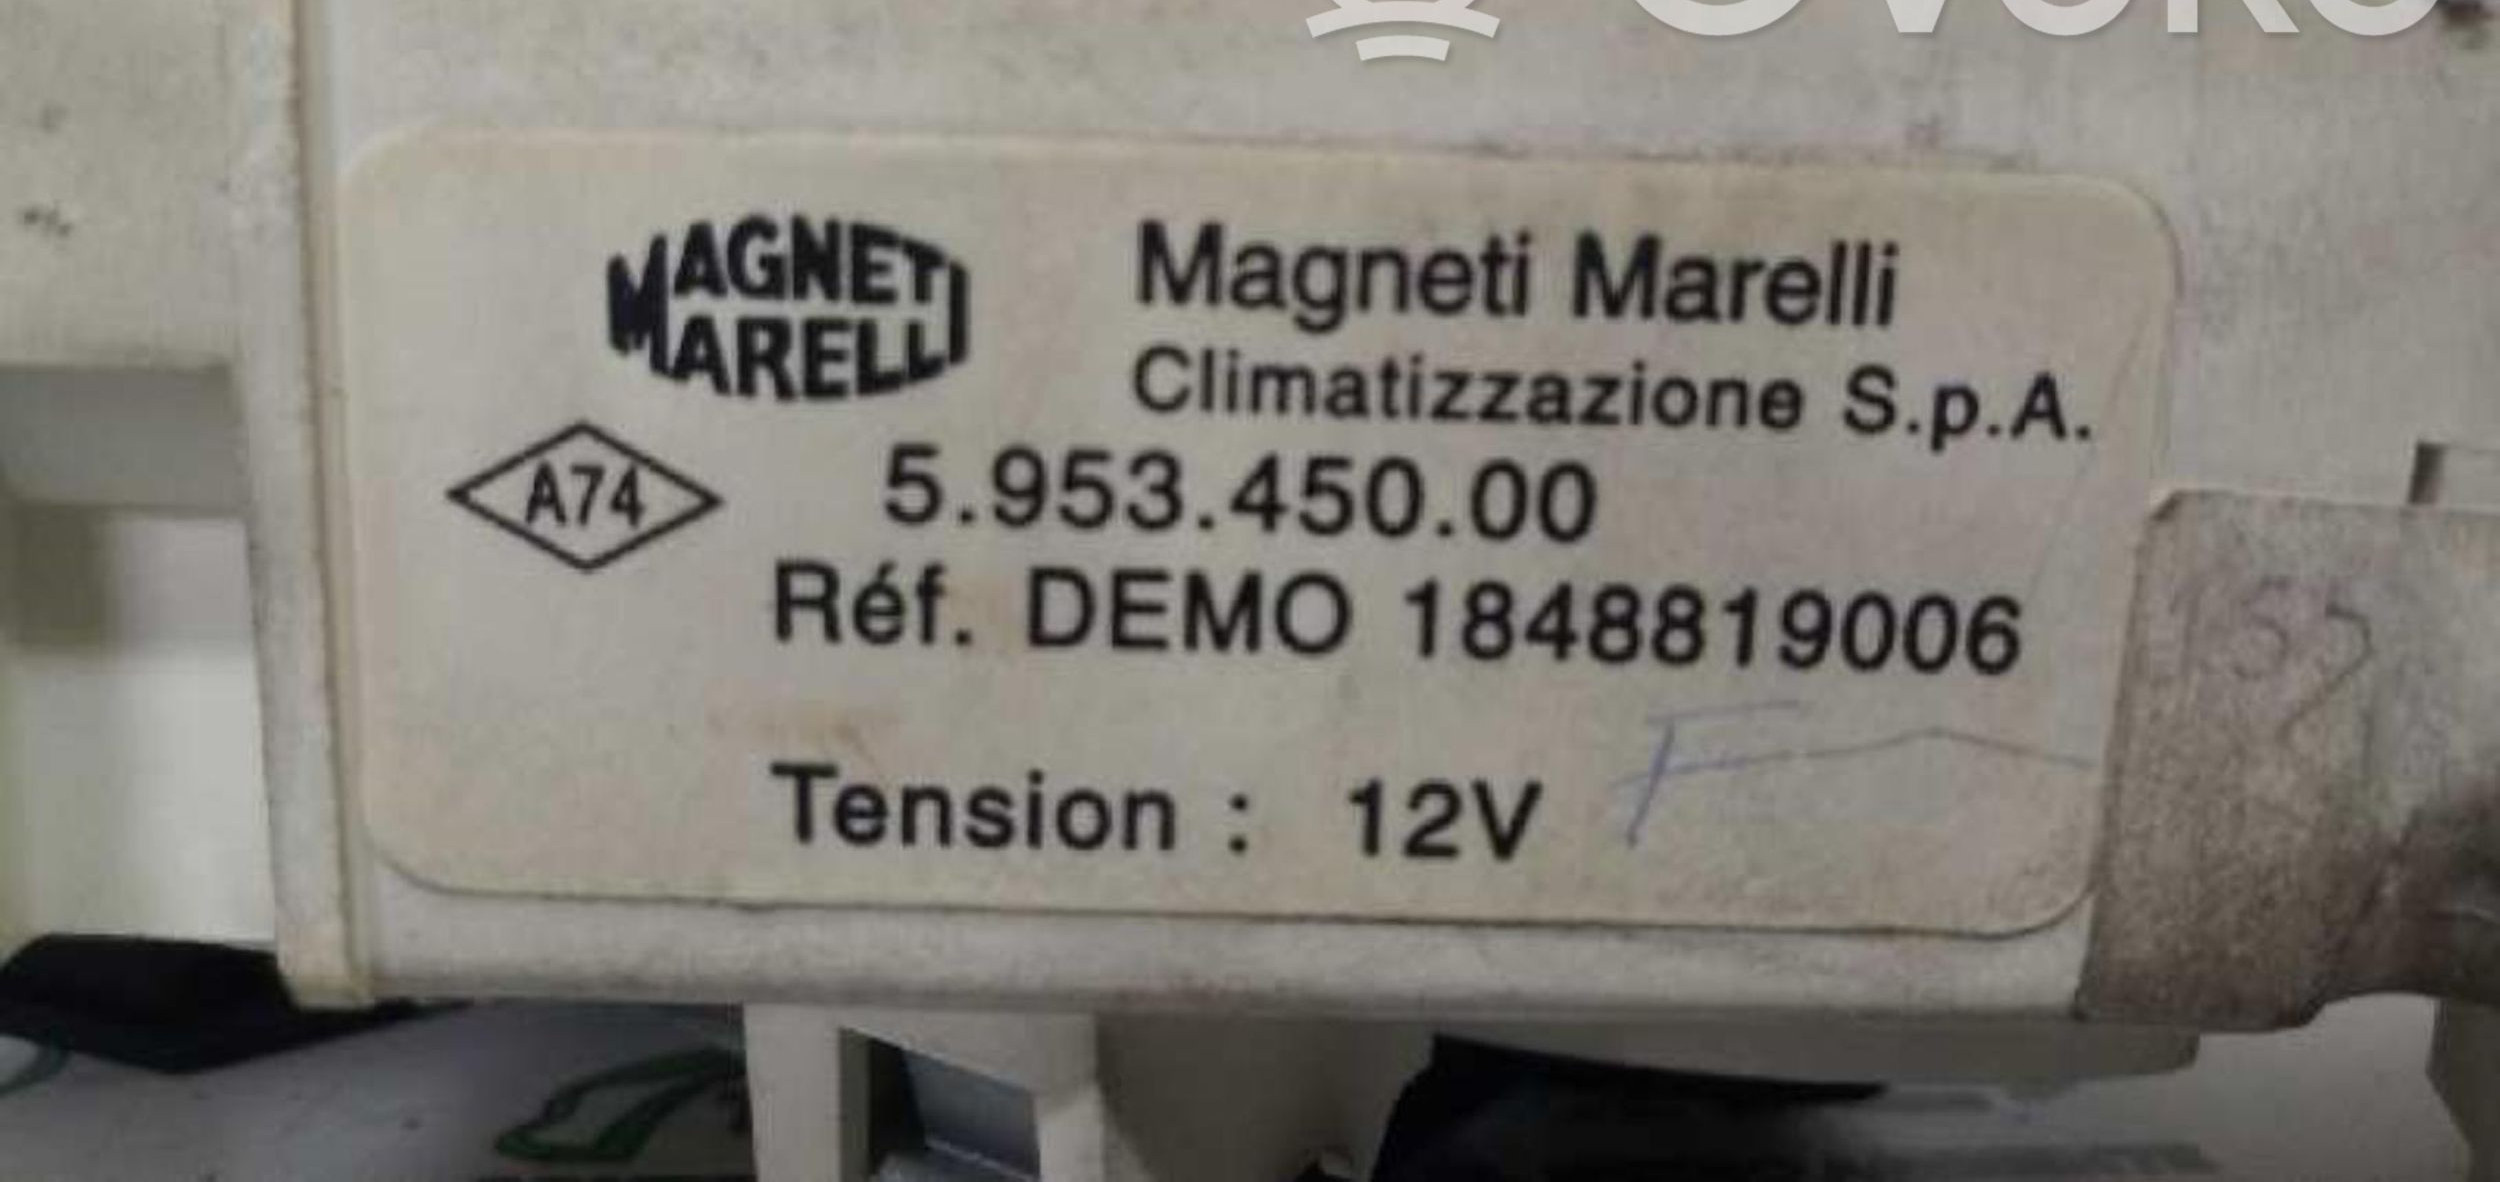 MAGNETI
MARELLI
Magneti Marelli
Climatizzazione S.p.A.
A74
5.953.450.00
Réf. DEMO 1848819006
Tension : 12V